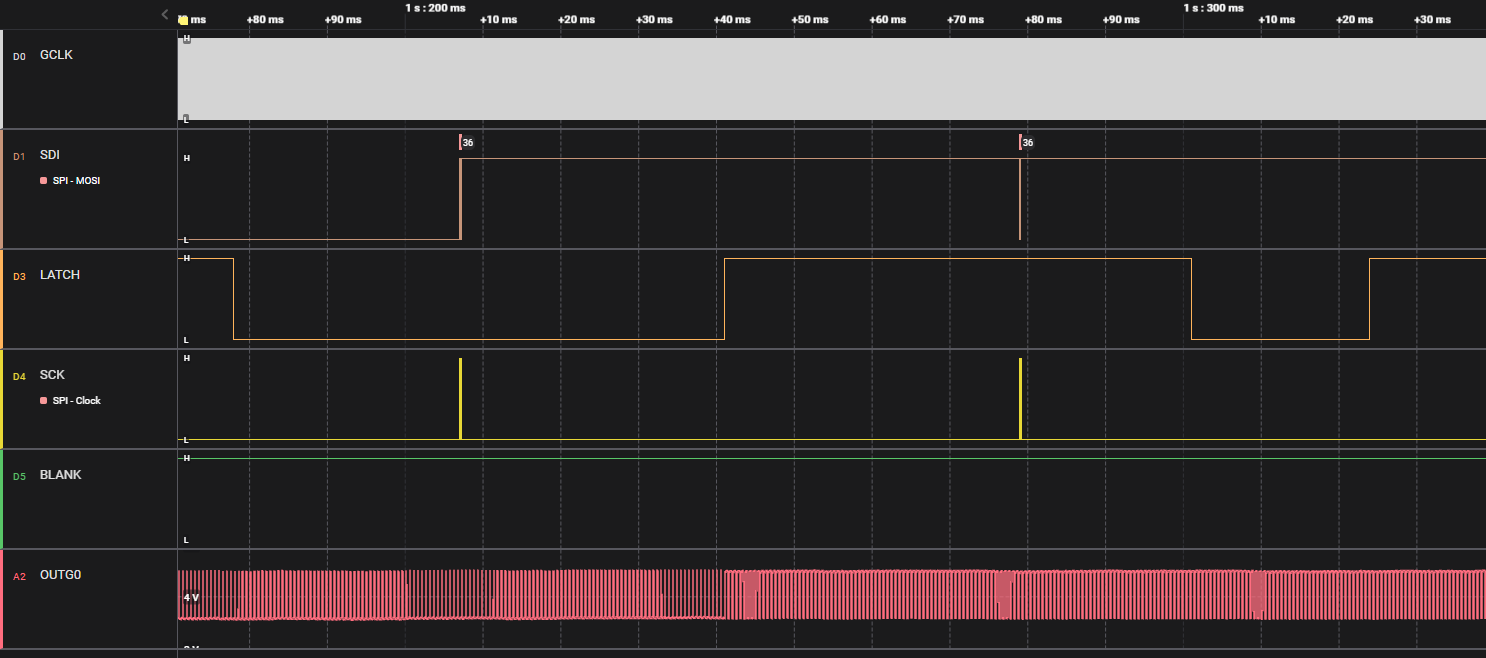 1 s : 200 ms 1 s : 300 ms
ms +80 ms +90 ms +10 ms +20 ms +30 ms +40 ms +50 ms +60 ms +70 ms +80 ms +90 ms +10 ms +20 ms +30 ms
H
D0 GCLK
L
36 36
D1 SDI H
SPI - MOSI
L
H
D3 LATCH
L
H
D4 SCK
SPI - Clock
L
H
D5 BLANK
L
A2 OUTG0
4 V